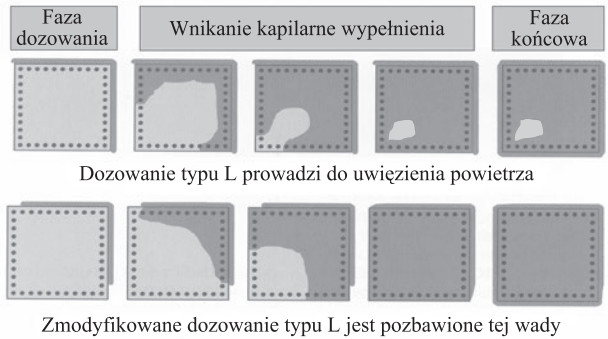 Faza
dozowania
Wnikanie kapilarne wypełnienia
Faza
końcowa
Dozowanie typu L prowadzi do uwięzienia powietrza
Zmodyfikowane dozowanie typu L jest pozbawione tej wady